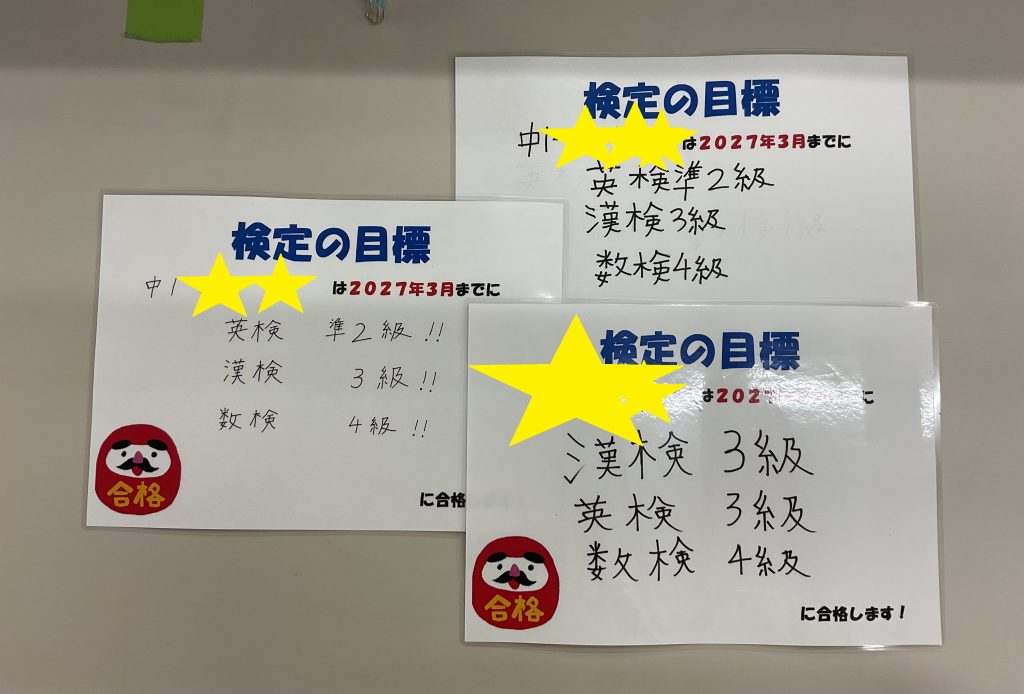 検定の目標
中1
は2027年3月までに
英検準2級
漢検3級
数検4級
検定の目標
中1
は2027年3月までに
英検 準2級!!
漢検 3級!!
数検 4級!!
合格
に合格
検定の目標
は202
に
漢検 3級
英検 3級
数検 4級
合格
に合格します!